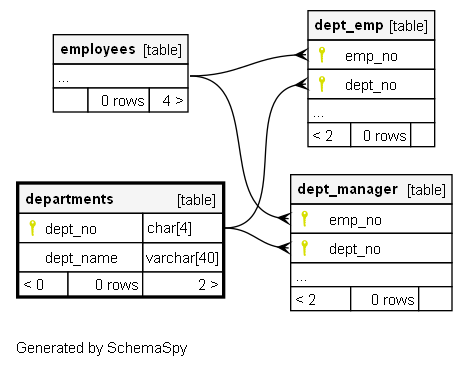 employees [table]
...
0 rows 4 >
dept_emp [table]
emp_no
dept_no
...
< 2 0 rows
departments [table]
dept_no char[4]
dept_name varchar[40]
< 0 0 rows 2 >
dept_manager [table]
emp_no
dept_no
...
< 2 0 rows
Generated by SchemaSpy